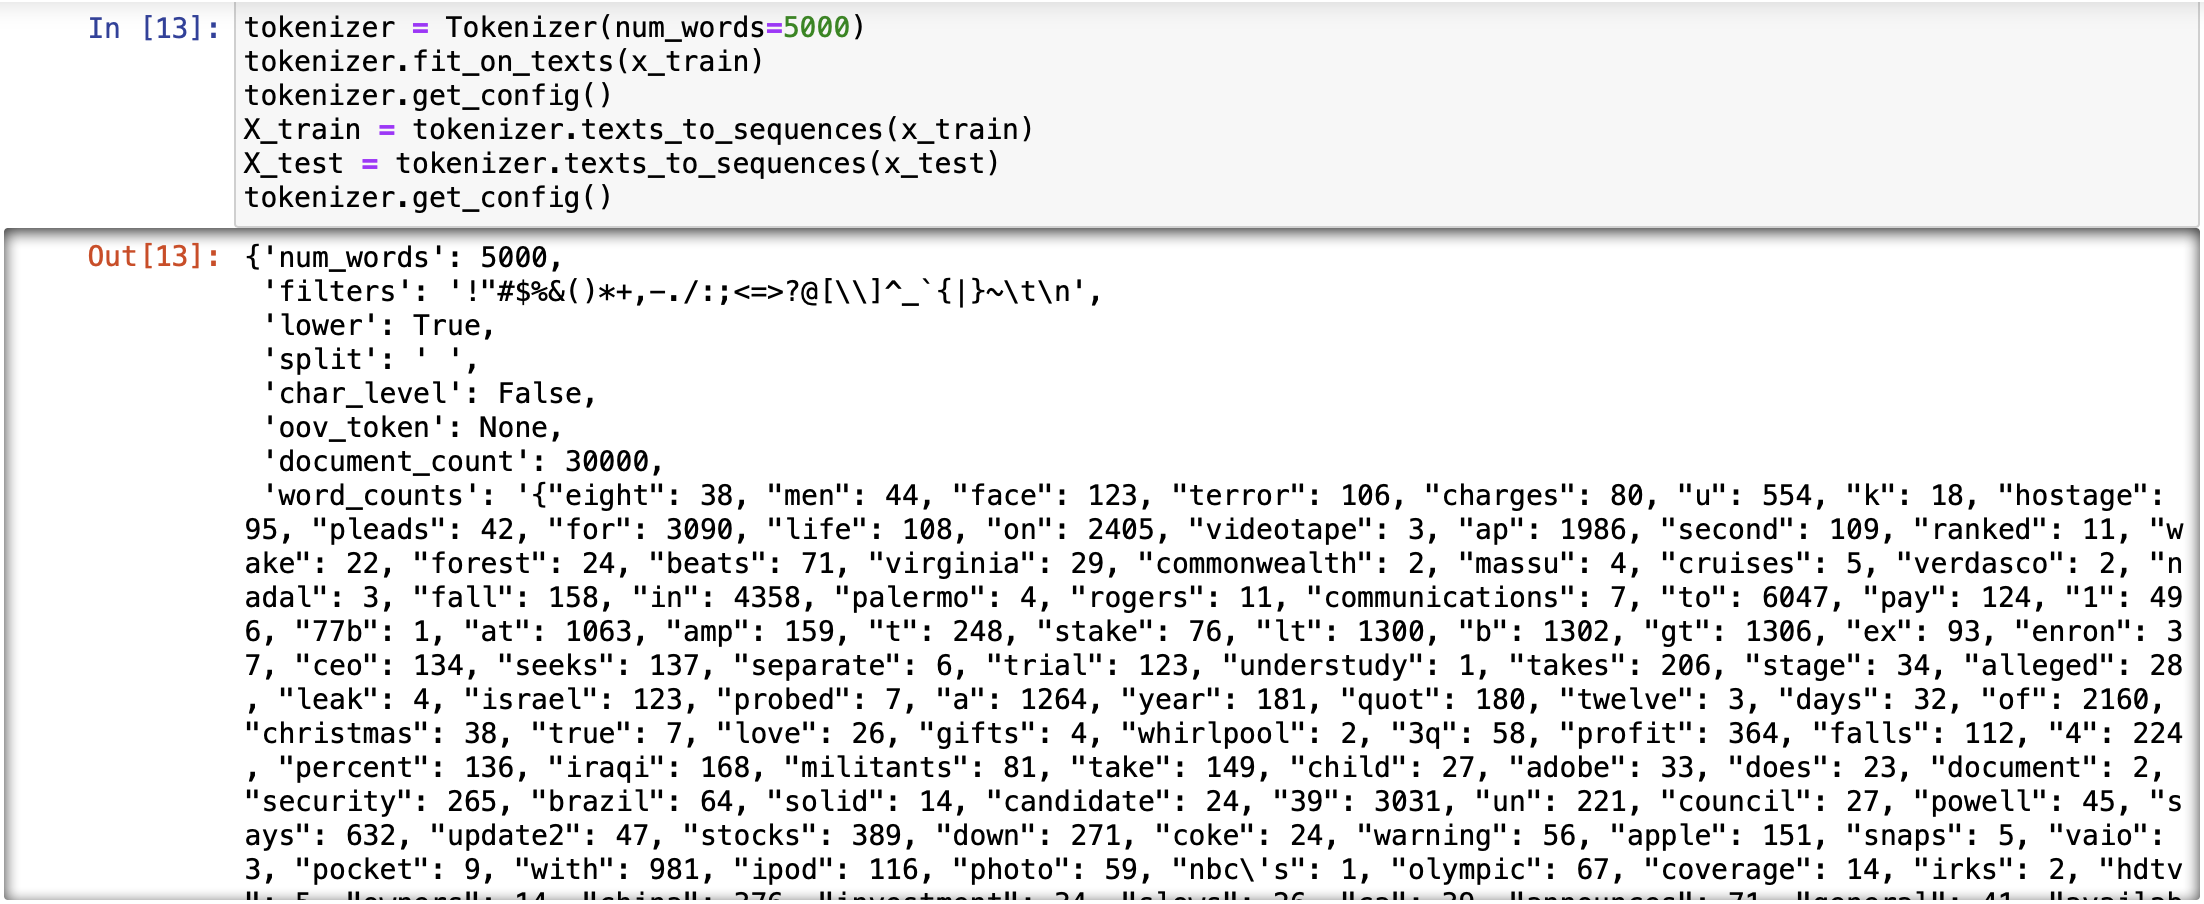 In [13]: tokenizer = Tokenizer(num_words=5000)
tokenizer.fit_on_texts(x_train)
tokenizer.get_config()
X_train = tokenizer.texts_to_sequences(x_train)
X_test = tokenizer.texts_to_sequences(x_test)
tokenizer.get_config()
Out[13]: {'num_words': 5000,
'filters': '!"#$%&()*+,-./:;<=>?@[\\]^_`{|}~\t\n',
'lower': True,
'split': ' ',
'char_level': False,
'oov_token': None,
'document_count': 30000,
'word_counts': '{"eight": 38, "men": 44, "face": 123, "terror": 106, "charges": 80, "u": 554, "k": 18, "hostage":
95, "pleads": 42, "for": 3090, "life": 108, "on": 2405, "videotape": 3, "ap": 1986, "second": 109, "ranked": 11, "w
ake": 22, "forest": 24, "beats": 71, "virginia": 29, "commonwealth": 2, "massu": 4, "cruises": 5, "verdasco": 2, "n
adal": 3, "fall": 158, "in": 4358, "palermo": 4, "rogers": 11, "communications": 7, "to": 6047, "pay": 124, "1": 49
6, "77b": 1, "at": 1063, "amp": 159, "t": 248, "stake": 76, "lt": 1300, "b": 1302, "gt": 1306, "ex": 93, "enron": 3
7, "ceo": 134, "seeks": 137, "separate": 6, "trial": 123, "understudy": 1, "takes": 206, "stage": 34, "alleged": 28
, "leak": 4, "israel": 123, "probed": 7, "a": 1264, "year": 181, "quot": 180, "twelve": 3, "days": 32, "of": 2160,
"christmas": 38, "true": 7, "love": 26, "gifts": 4, "whirlpool": 2, "3q": 58, "profit": 364, "falls": 112, "4": 224
, "percent": 136, "iraqi": 168, "militants": 81, "take": 149, "child": 27, "adobe": 33, "does": 23, "document": 2,
"security": 265, "brazil": 64, "solid": 14, "candidate": 24, "39": 3031, "un": 221, "council": 27, "powell": 45, "s
ays": 632, "update2": 47, "stocks": 389, "down": 271, "coke": 24, "warning": 56, "apple": 151, "snaps": 5, "vaio":
3, "pocket": 9, "with": 981, "ipod": 116, "photo": 59, "nbc\'s": 1, "olympic": 67, "coverage": 14, "irks": 2, "hdtv